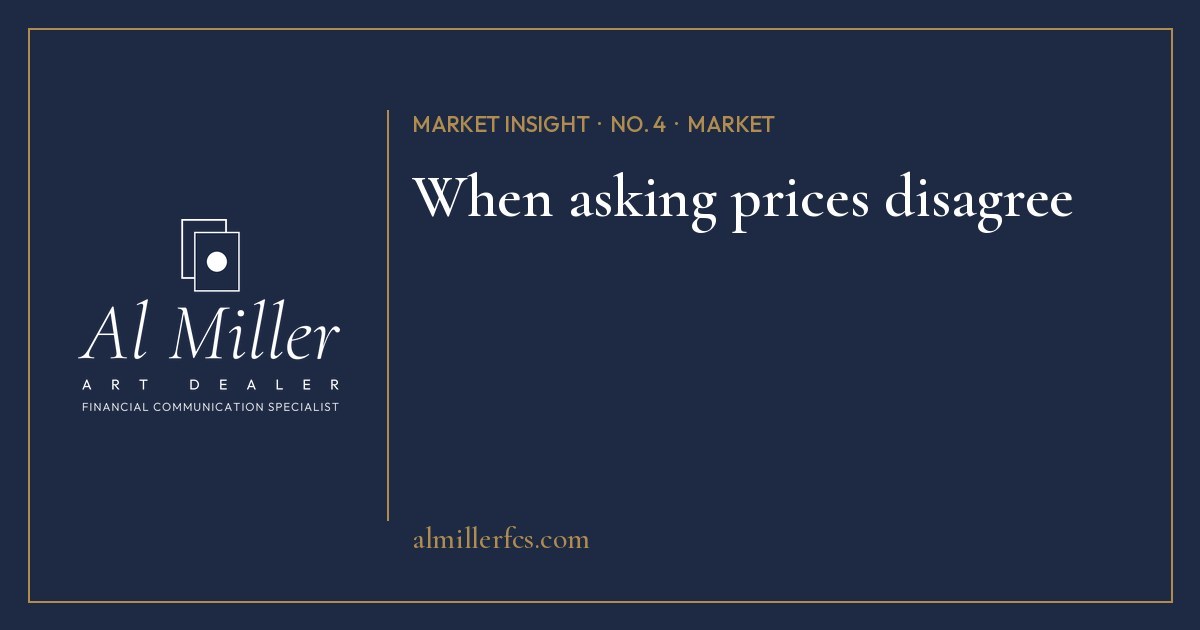 MARKET INSIGHT · NO. 4 · MARKET
When asking prices disagree
Al Miller
ART DEALER
FINANCIAL COMMUNICATION SPECIALIST
almillerfcs.com